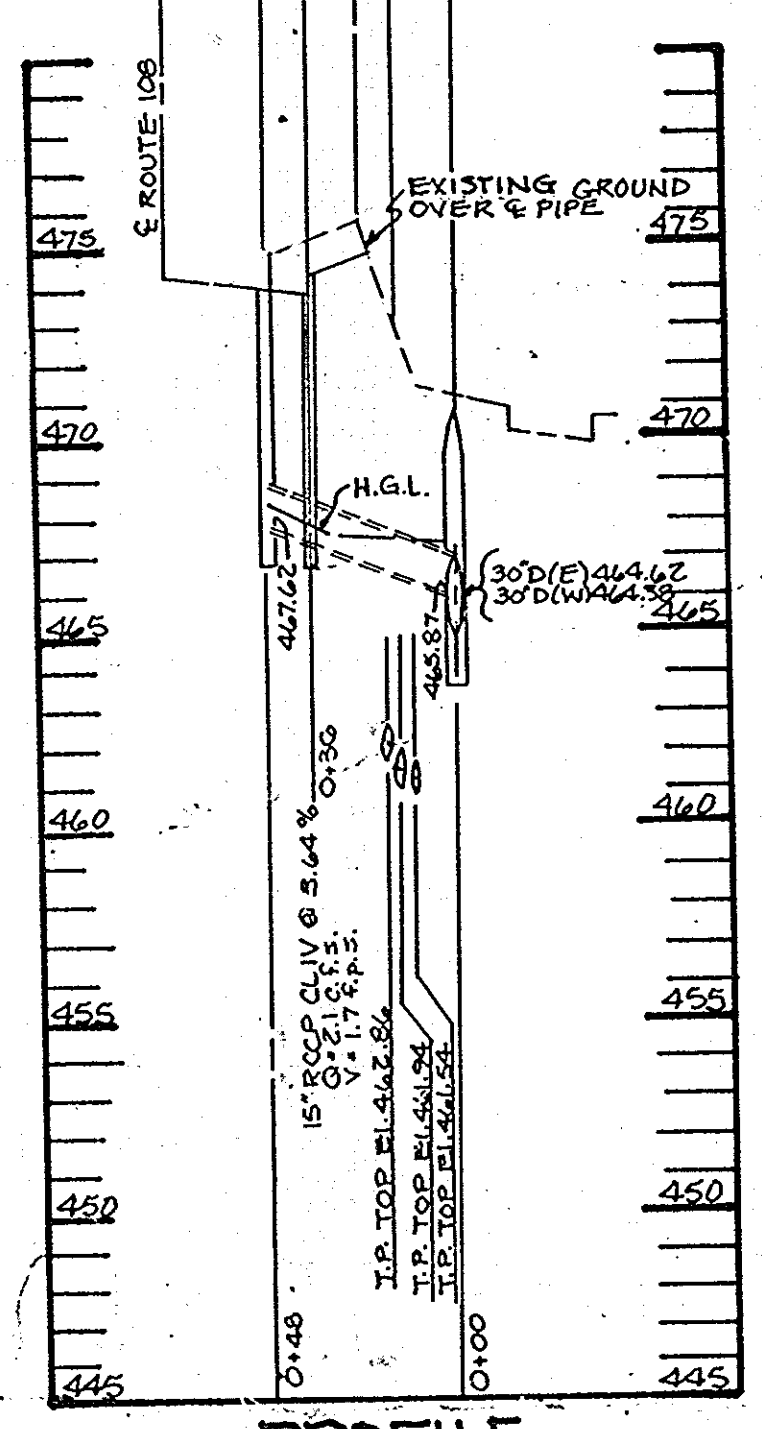 ℄ ROUTE 108
EXISTING GROUND
OVER ℄ PIPE
475
475
470
470
H.G.L.
467.62
30"D(E)464.62
30"D(W)464.38
465
465
465.87
0+36
460
460
15" RCCP CL.IV @ 3.64%
Q=2.1 C.F.S.
V=1.7 F.P.S.
455
455
T.P. TOP El.462.86
T.P. TOP El.461.94
T.P. TOP El.461.54
450
450
0+48
0+00
445
445
PROFILE